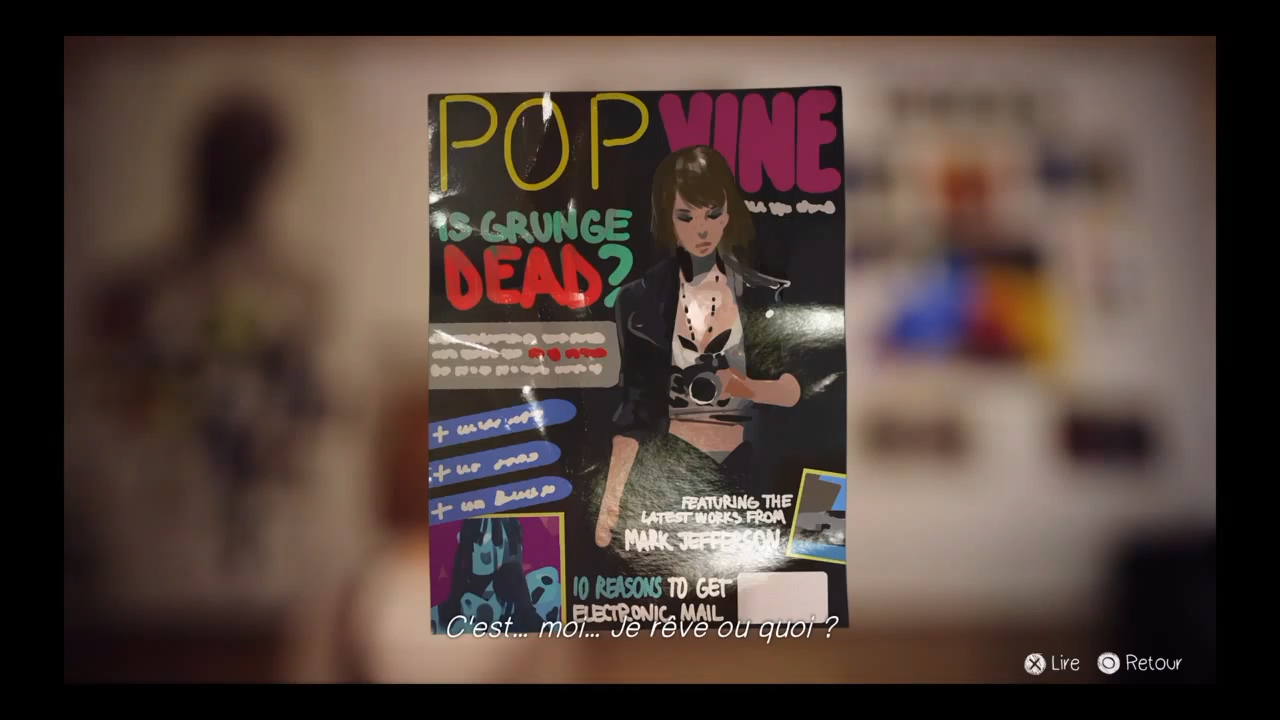 POP VINE
IS GRUNGE
DEAD?
FEATURING THE
LATEST WORKS FROM
MARK JEFFERSON
10 REASONS TO GET
ELECTRONIC MAIL
C'est... moi... Je rêve ou quoi ?
Lire Retour